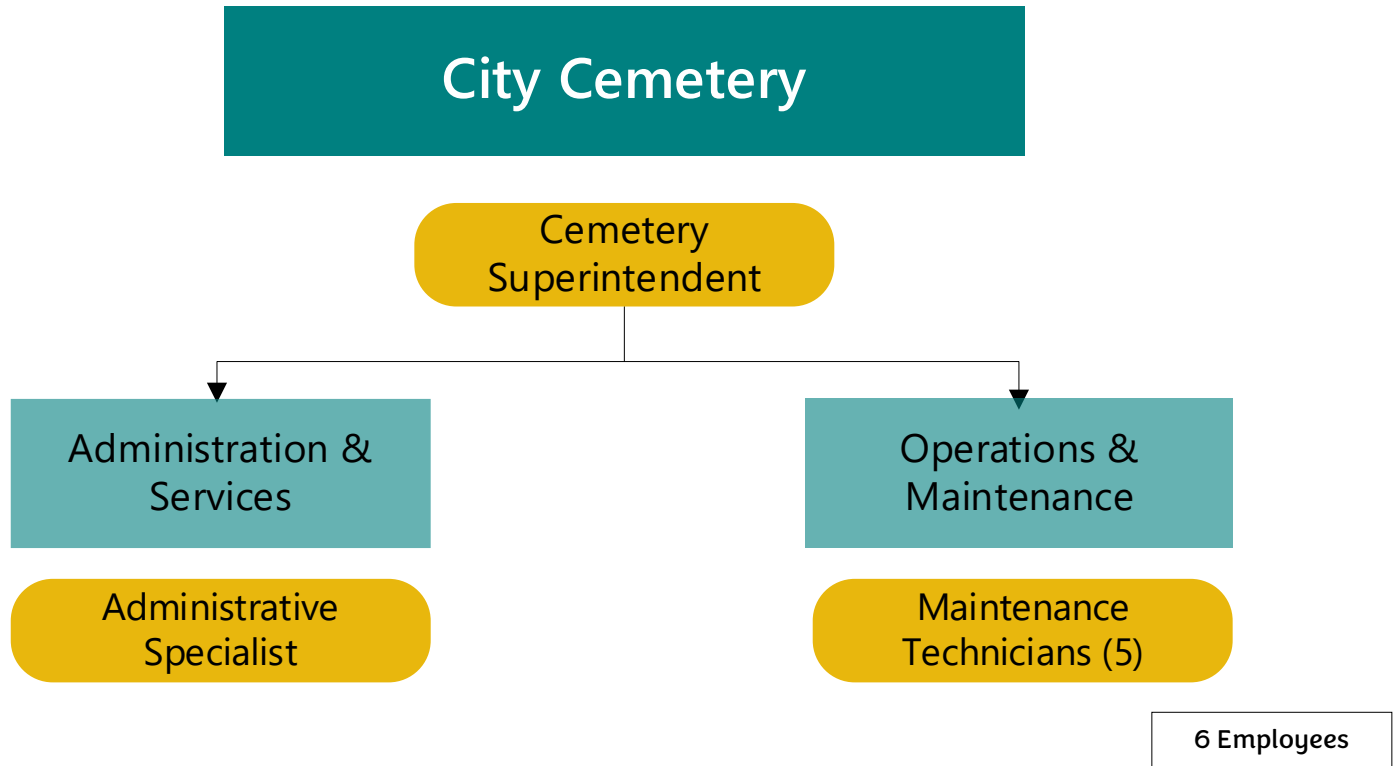 City Cemetery
Cemetery
Superintendent
Administration &
Services
Operations &
Maintenance
Administrative
Specialist
Maintenance
Technicians (5)
6 Employees